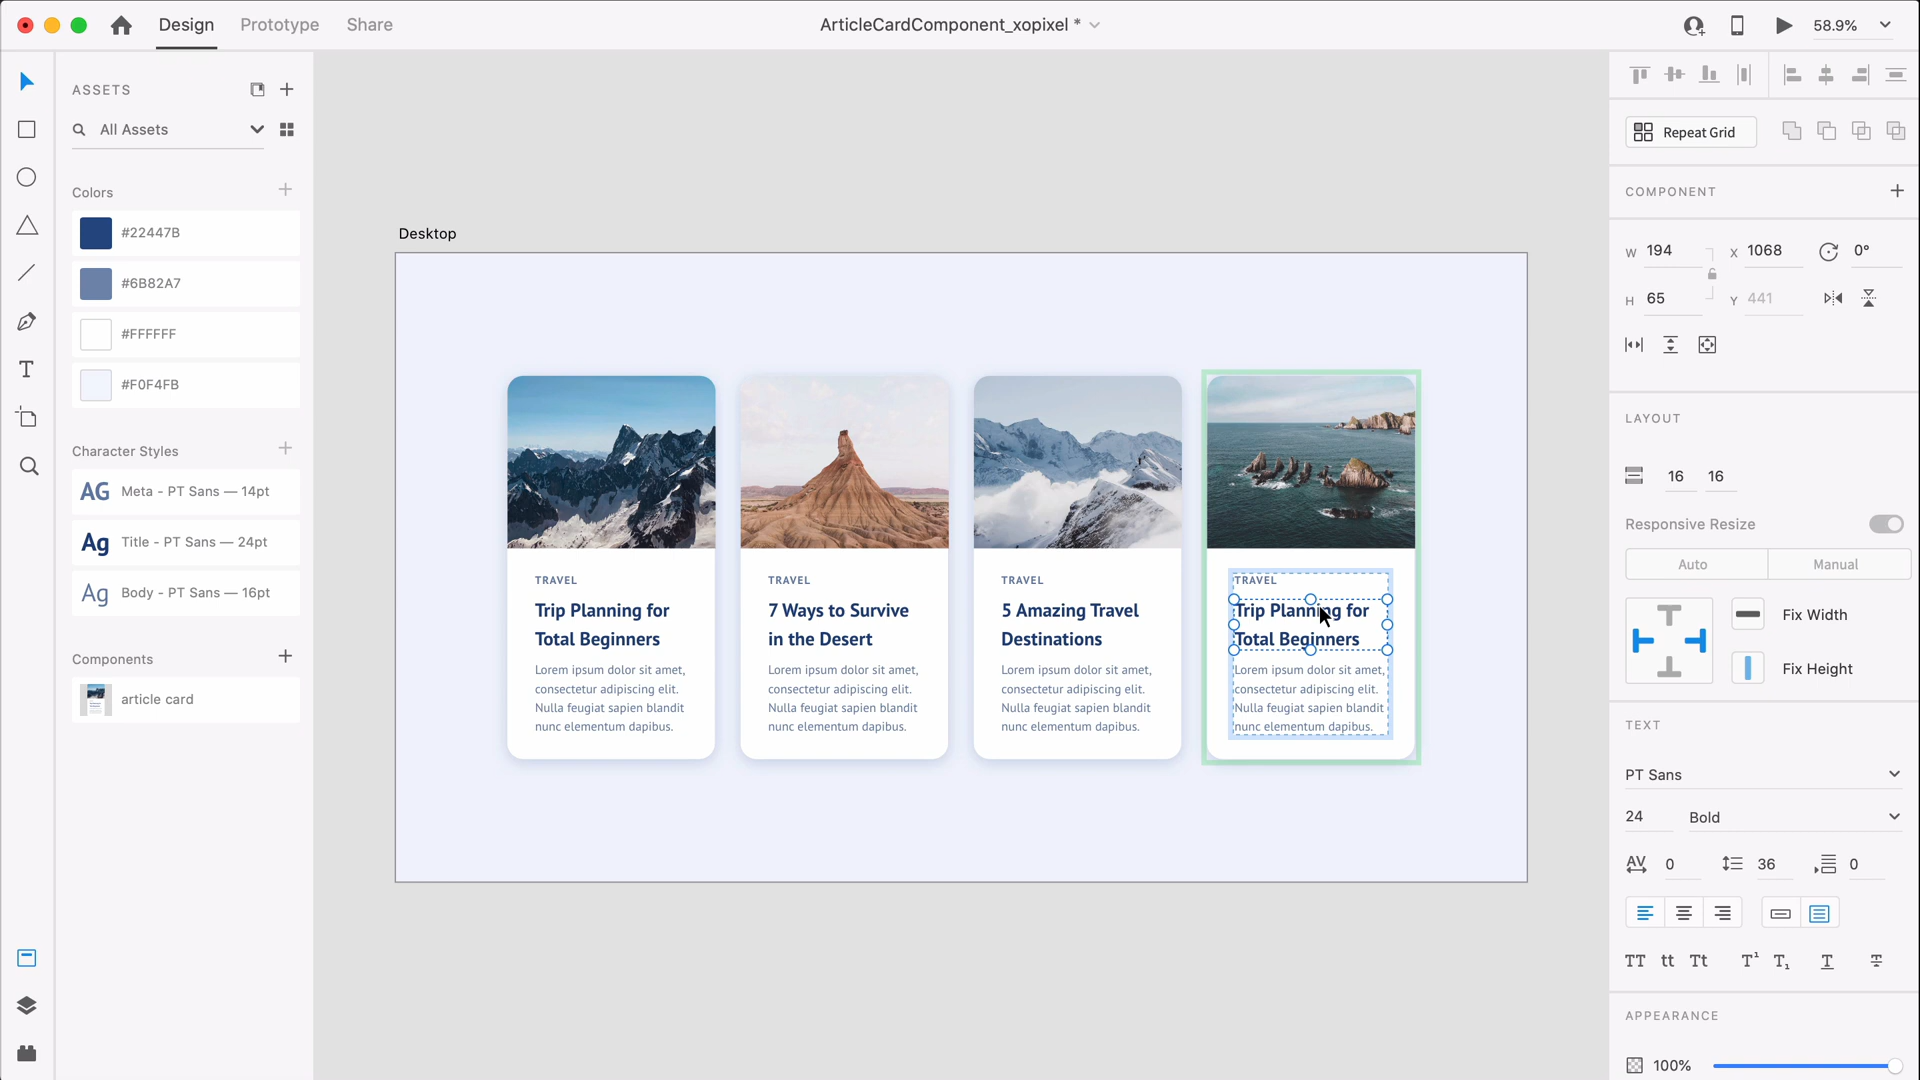 Design
Prototype
Share
ArticleCardComponent_xopixel *
58.9%
ASSETS
All Assets
Colors
#22447B
#6B82A7
#FFFFFF
#F0F4FB
Character Styles
AG Meta - PT Sans — 14pt
Ag Title - PT Sans — 24pt
Ag Body - PT Sans — 16pt
Components
article card
Desktop
TRAVEL
Trip Planning for
Total Beginners
Lorem ipsum dolor sit amet,
consectetur adipiscing elit.
Nulla feugiat sapien blandit
nunc elementum dapibus.
TRAVEL
7 Ways to Survive
in the Desert
Lorem ipsum dolor sit amet,
consectetur adipiscing elit.
Nulla feugiat sapien blandit
nunc elementum dapibus.
TRAVEL
5 Amazing Travel
Destinations
Lorem ipsum dolor sit amet,
consectetur adipiscing elit.
Nulla feugiat sapien blandit
nunc elementum dapibus.
TRAVEL
Trip Planning for
Total Beginners
Lorem ipsum dolor sit amet,
consectetur adipiscing elit.
Nulla feugiat sapien blandit
nunc elementum dapibus.
Repeat Grid
COMPONENT
W 194 X 1068 0°
H 65 Y 441
LAYOUT
16 16
Responsive Resize
Auto
Manual
Fix Width
Fix Height
TEXT
PT Sans
24 Bold
AV 0 36 0
TT tt Tt T¹ T₁ T T
APPEARANCE
100%